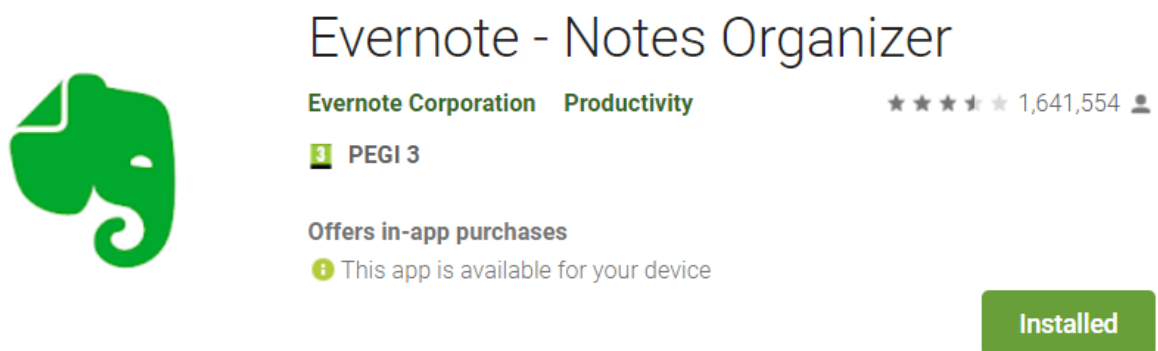 Evernote - Notes Organizer
Evernote Corporation Productivity 1,641,554
3 PEGI 3
Offers in-app purchases
This app is available for your device
Installed